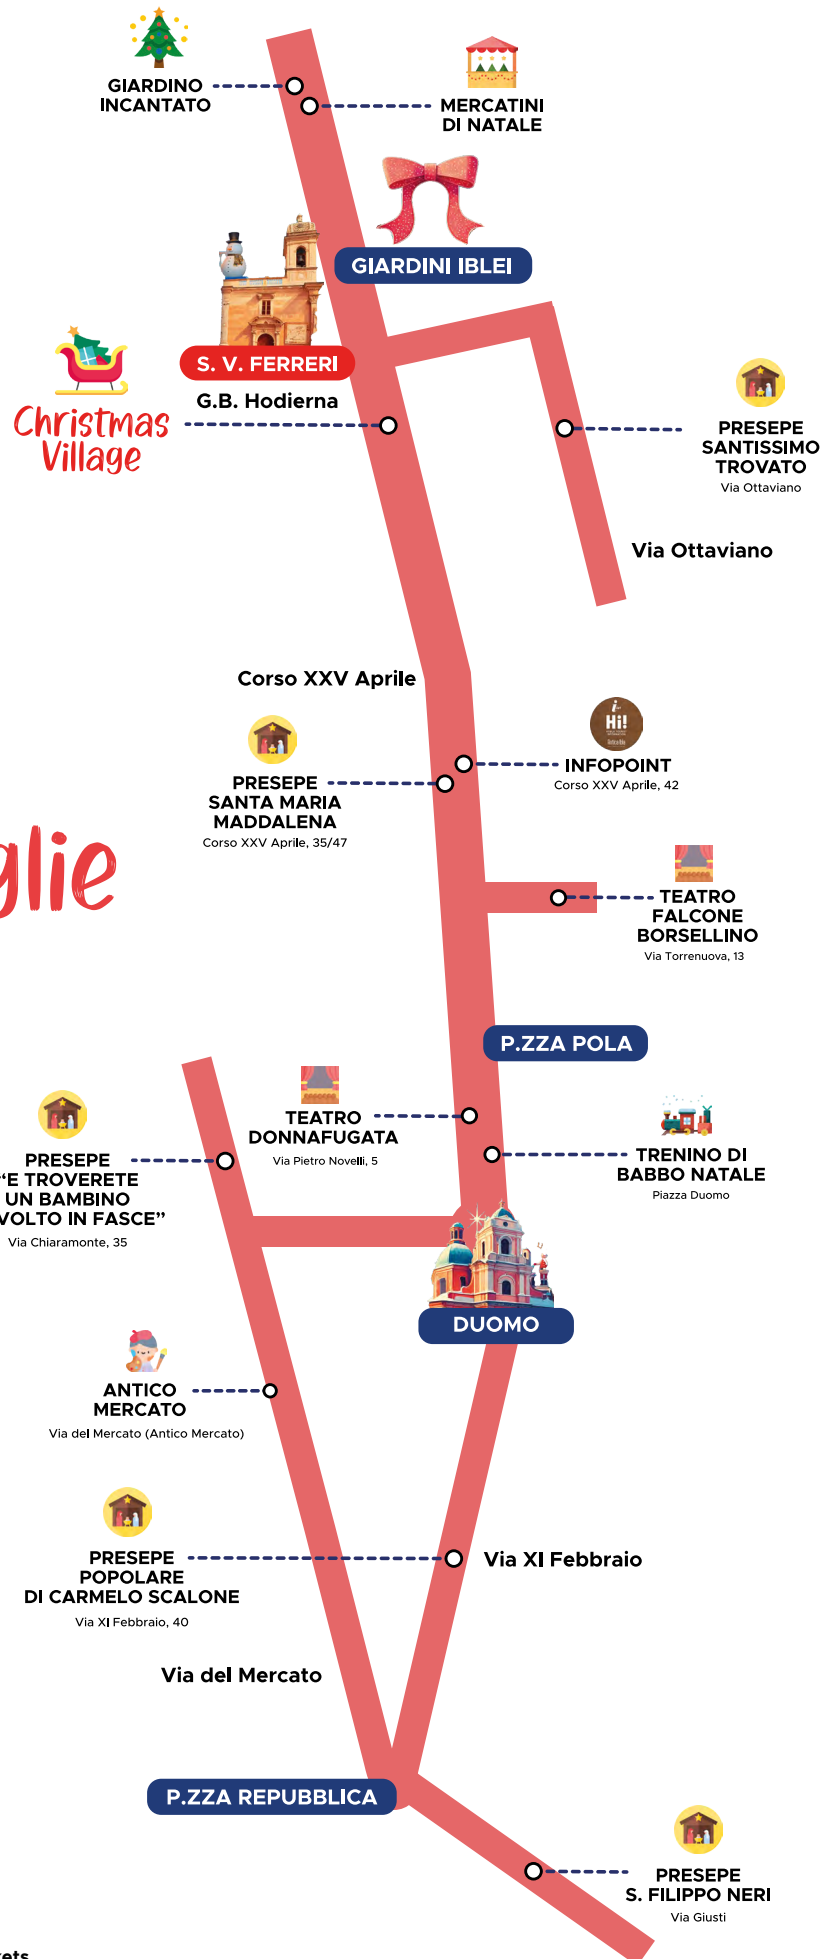 GIARDINO
INCANTATO
MERCATINI
DI NATALE
GIARDINI IBLEI
S. V. FERRERI
G.B. Hodierna
Christmas
Village
PRESEPE
SANTISSIMO
TROVATO
Via Ottaviano
Via Ottaviano
Corso XXV Aprile
Hi!
INFOPOINT
Corso XXV Aprile, 42
PRESEPE
SANTA MARIA
MADDALENA
Corso XXV Aprile, 35/47
glie
TEATRO
FALCONE
BORSELLINO
Via Torrenuova, 13
P.ZZA POLA
TEATRO
DONNAFUGATA
Via Pietro Novelli, 5
TRENINO DI
BABBO NATALE
Piazza Duomo
PRESEPE
“E TROVERETE
UN BAMBINO
VOLTO IN FASCE”
Via Chiaramonte, 35
DUOMO
ANTICO
MERCATO
Via del Mercato (Antico Mercato)
PRESEPE
POPOLARE
DI CARMELO SCALONE
Via XI Febbraio, 40
Via XI Febbraio
Via del Mercato
P.ZZA REPUBBLICA
PRESEPE
S. FILIPPO NERI
Via Giusti